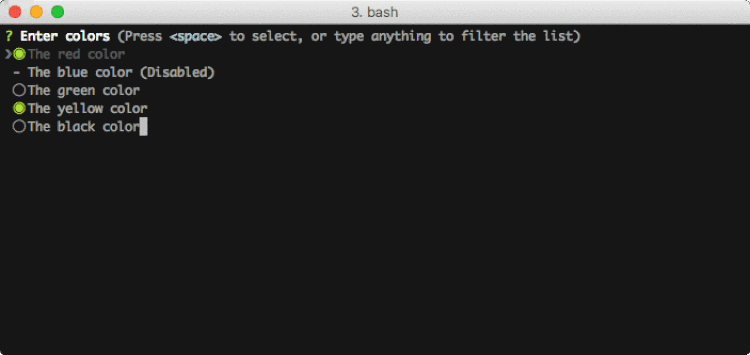 3. bash
? Enter colors (Press <space> to select, or type anything to filter the list)
❯◉The red color
- The blue color (Disabled)
◯The green color
◉The yellow color
◯The black color